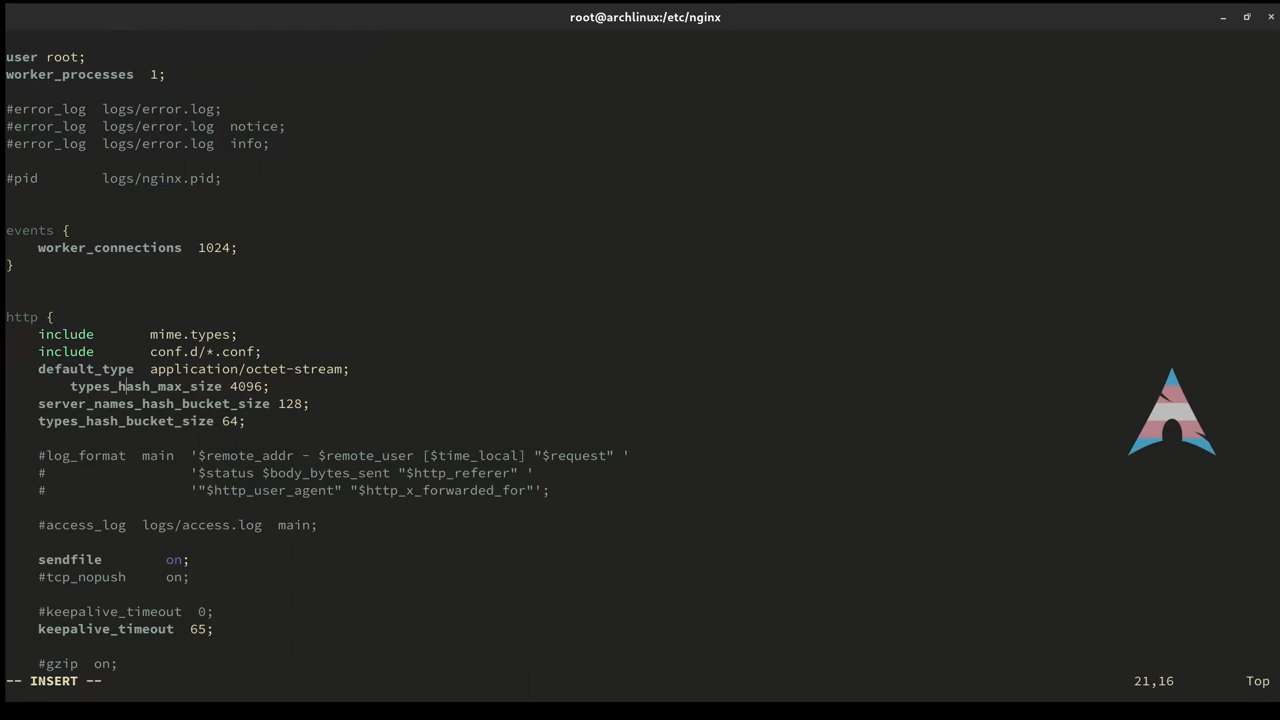 root@archlinux:/etc/nginx
user root;
worker_processes  1;
#error_log  logs/error.log;
#error_log  logs/error.log  notice;
#error_log  logs/error.log  info;
#pid        logs/nginx.pid;
events {
    worker_connections  1024;
}
http {
    include       mime.types;
    include       conf.d/*.conf;
    default_type  application/octet-stream;
        types_hash_max_size 4096;
    server_names_hash_bucket_size 128;
    types_hash_bucket_size 64;
    #log_format  main  '$remote_addr - $remote_user [$time_local] "$request" '
    #                  '$status $body_bytes_sent "$http_referer" '
    #                  '"$http_user_agent" "$http_x_forwarded_for"';
    #access_log  logs/access.log  main;
    sendfile        on;
    #tcp_nopush     on;
    #keepalive_timeout  0;
    keepalive_timeout  65;
    #gzip  on;
-- INSERT --                    21,16         Top